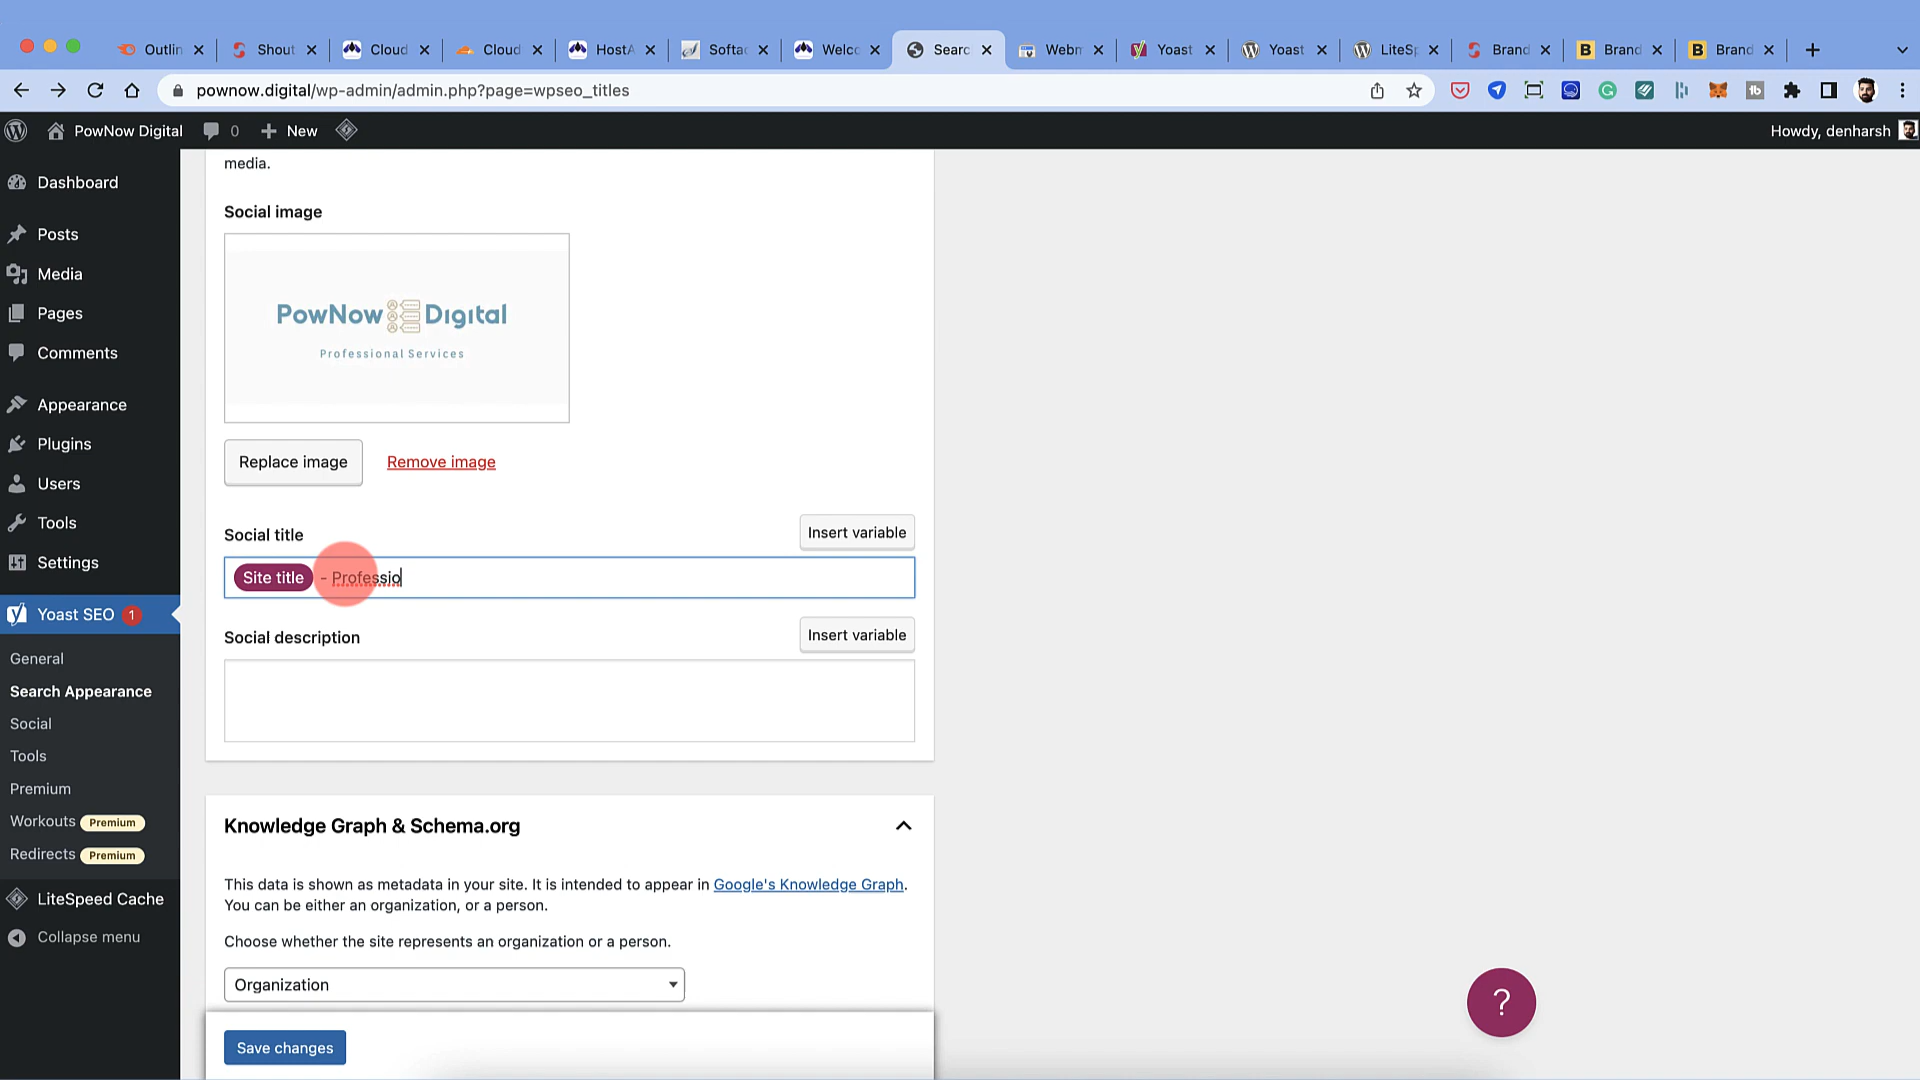 Outlin
Shout
Cloud
Cloud
HostA
Softac
Welco
Searc
Webm
Yoast
Yoast
LiteSp
Brand
Brand
Brand
pownow.digital/wp-admin/admin.php?page=wpseo_titles
PowNow Digital
0
New
Howdy, denharsh
Dashboard
Posts
Media
Pages
Comments
Appearance
Plugins
Users
Tools
Settings
Yoast SEO 1
General
Search Appearance
Social
Tools
Premium
Workouts Premium
Redirects Premium
LiteSpeed Cache
Collapse menu
media.
Social image
PowNow Digital
Professional Services
Replace image
Remove image
Social title
Insert variable
Site title - Professio
Social description
Insert variable
Knowledge Graph & Schema.org
This data is shown as metadata in your site. It is intended to appear in Google's Knowledge Graph.
You can be either an organization, or a person.
Choose whether the site represents an organization or a person.
Organization
Save changes
?